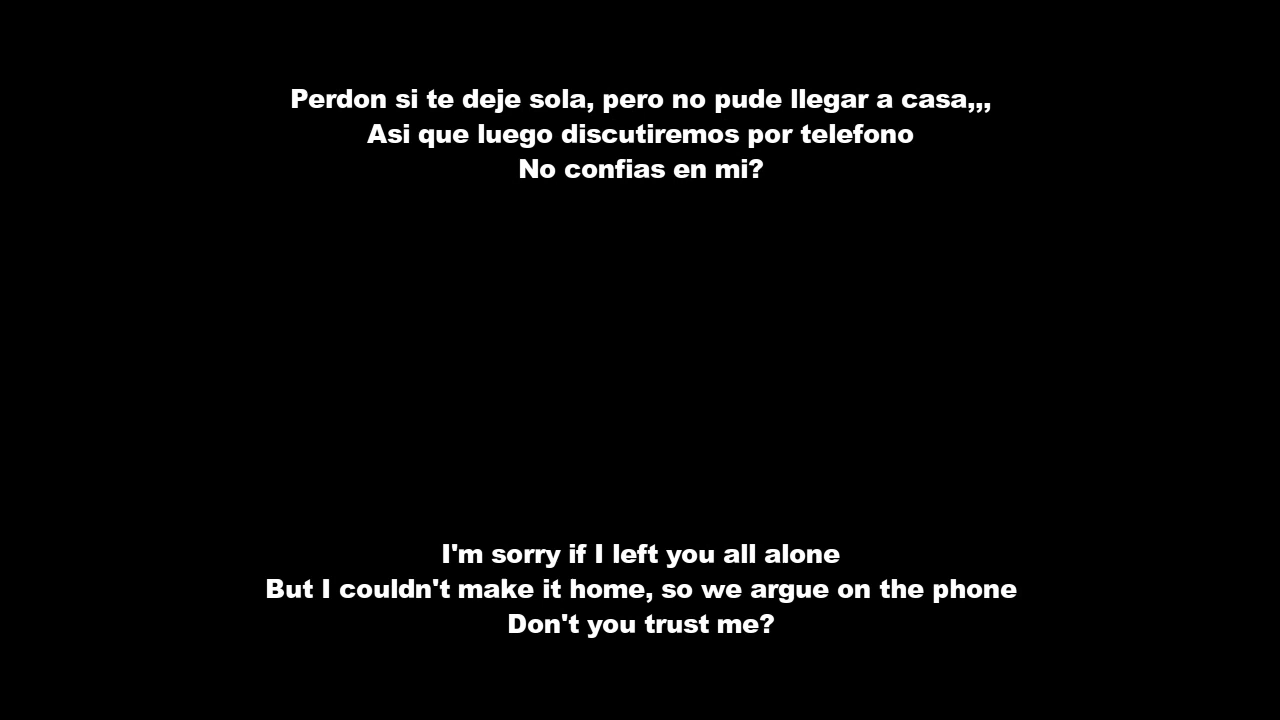 Perdon si te deje sola, pero no pude llegar a casa,,,
Asi que luego discutiremos por telefono
No confias en mi?
I'm sorry if I left you all alone
But I couldn't make it home, so we argue on the phone
Don't you trust me?